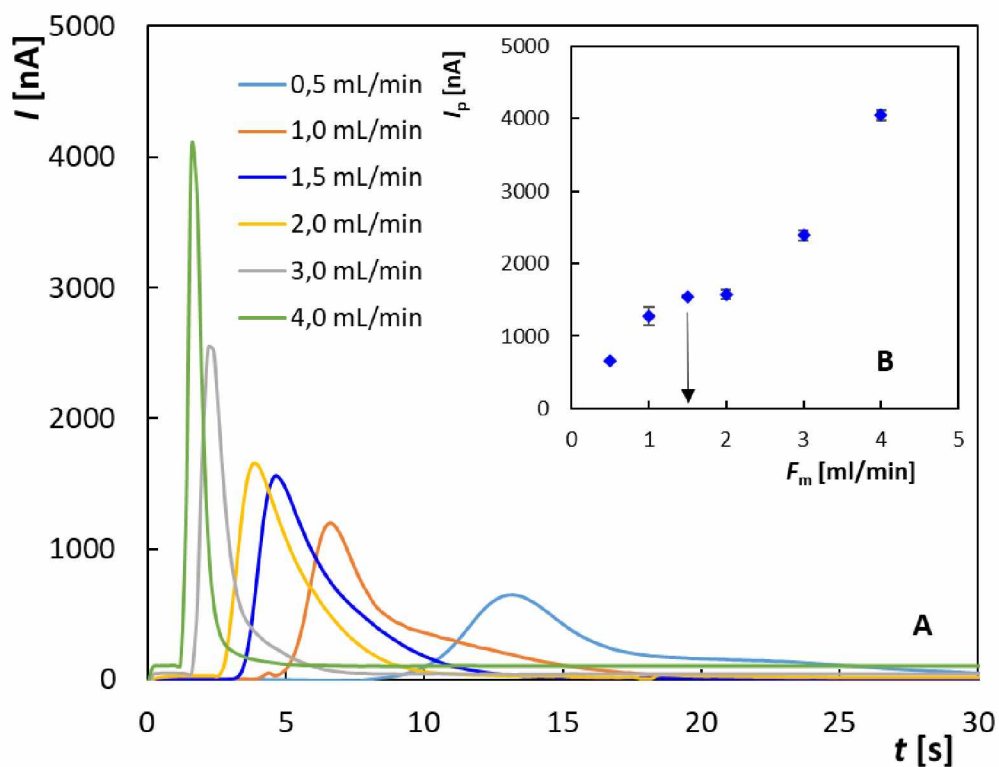 I [nA]
5000
4000
3000
2000
1000
0
0,5 mL/min
1,0 mL/min
1,5 mL/min
2,0 mL/min
3,0 mL/min
4,0 mL/min
I_p [nA]
5000
4000
3000
2000
1000
0
0 1 2 3 4 5
F_m [ml/min]
B
A
0 5 10 15 20 25 30
t [s]